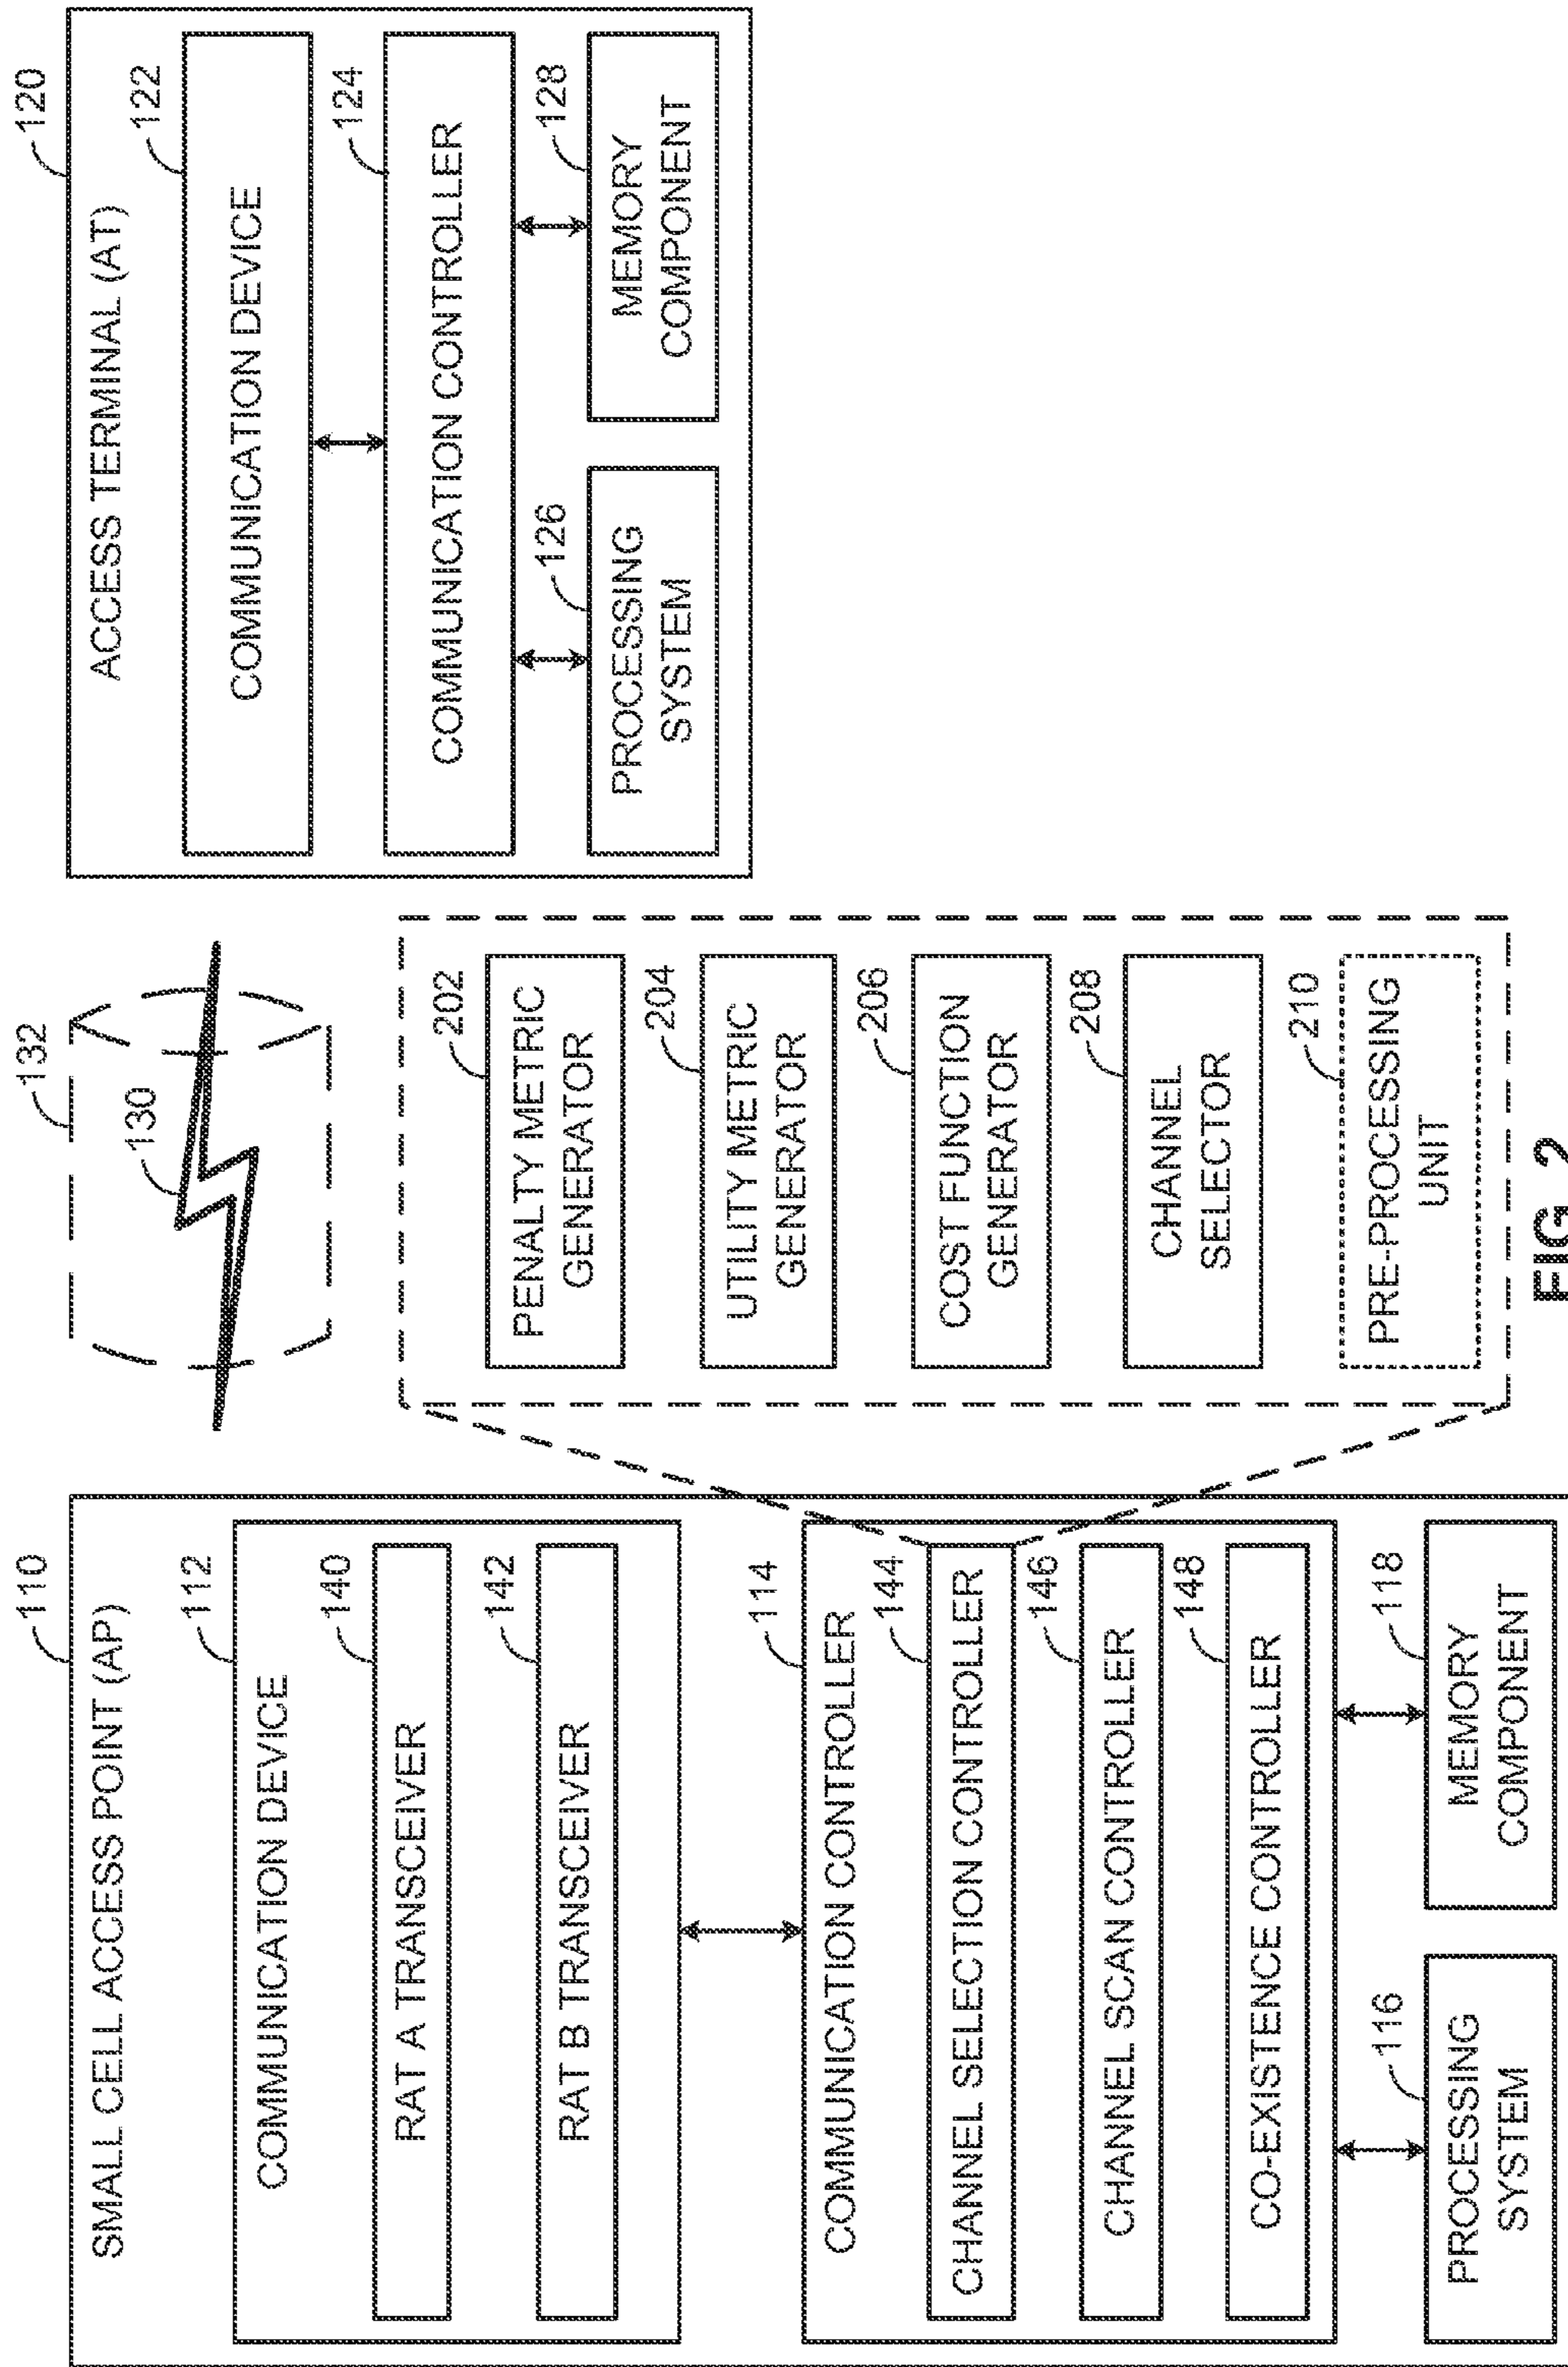 SMALL CELL ACCESS POINT (AP)
110
COMMUNICATION DEVICE
112
RAT A TRANSCEIVER
140
RAT B TRANSCEIVER
142
COMMUNICATION CONTROLLER
114
CHANNEL SELECTION CONTROLLER
144
CHANNEL SCAN CONTROLLER
146
CO-EXISTENCE CONTROLLER
148
PROCESSING
SYSTEM
116
MEMORY
COMPONENT
118
132
130
PENALTY METRIC
GENERATOR
202
UTILITY METRIC
GENERATOR
204
COST FUNCTION
GENERATOR
206
CHANNEL
SELECTOR
208
PRE-PROCESSING
UNIT
210
ACCESS TERMINAL (AT)
120
COMMUNICATION DEVICE
122
COMMUNICATION CONTROLLER
124
PROCESSING
SYSTEM
126
MEMORY
COMPONENT
128
FIG. 2